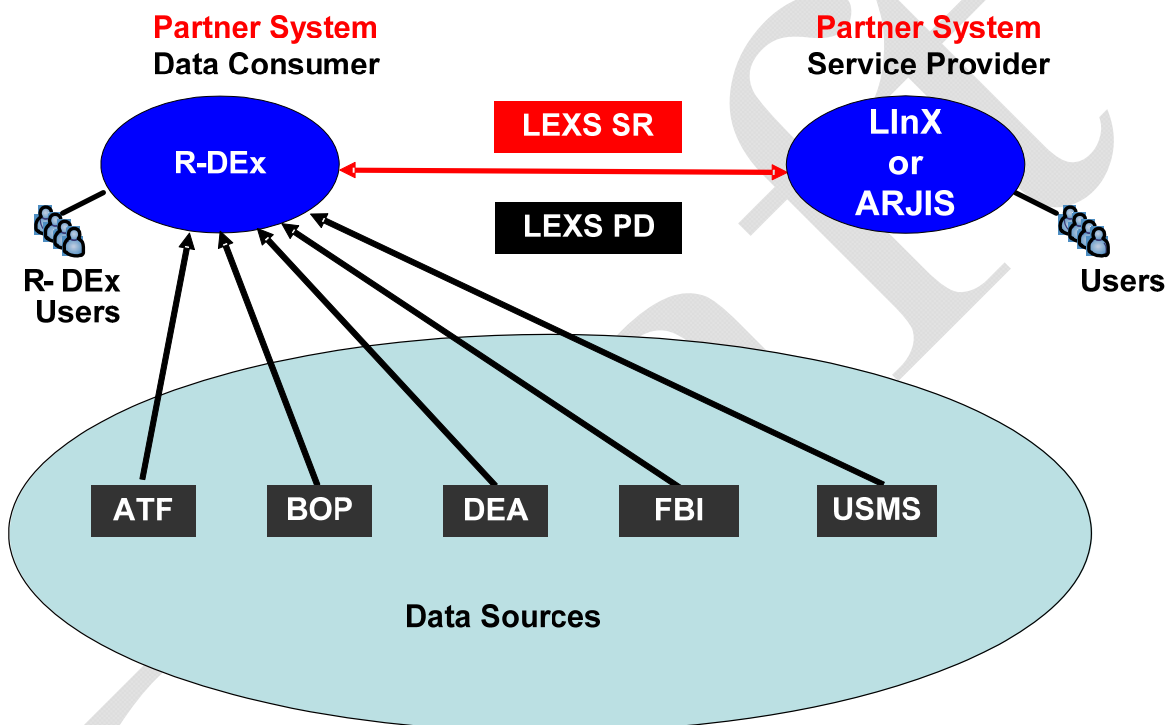 Partner System
Data Consumer
Partner System
Service Provider
LEXS SR
R-DEx
LInX
or
ARJIS
LEXS PD
R- DEx
Users
Users
ATF
BOP
DEA
FBI
USMS
Data Sources